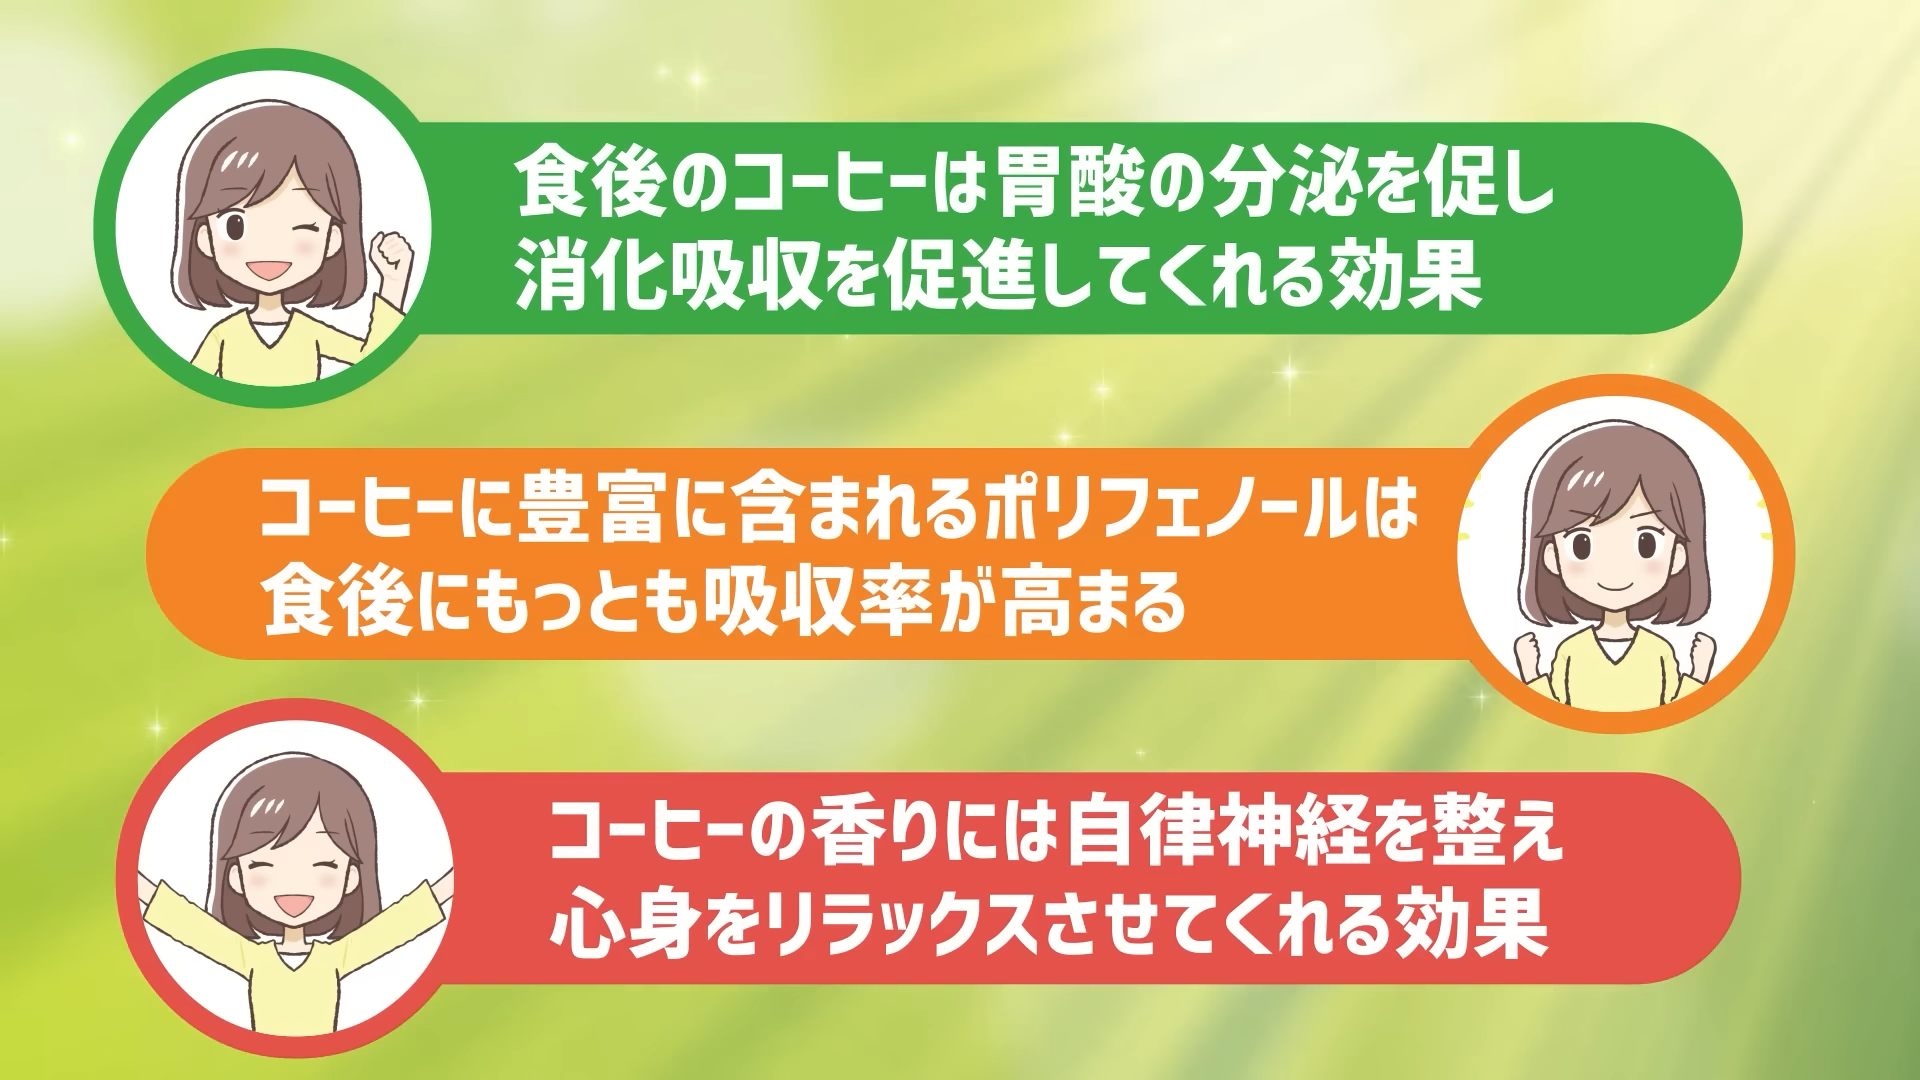 食後のコーヒーは胃酸の分泌を促し
消化吸収を促進してくれる効果
コーヒーに豊富に含まれるポリフェノールは
食後にもっとも吸収率が高まる
コーヒーの香りには自律神経を整え
心身をリラックスさせてくれる効果